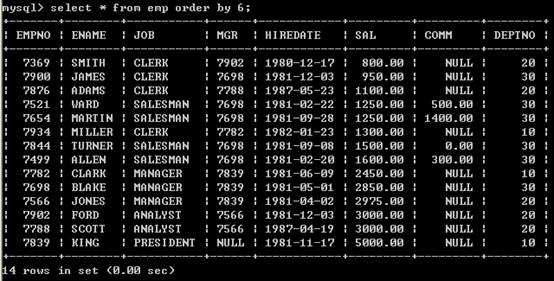 mysql> select * from emp order by 6;
+-------+--------+-----------+------+------------+---------+---------+--------+
| EMPNO | ENAME | JOB | MGR | HIREDATE | SAL | COMM | DEPTNO |
+-------+--------+-----------+------+------------+---------+---------+--------+
| 7369 | SMITH | CLERK | 7902 | 1980-12-17 | 800.00 | NULL | 20 |
| 7900 | JAMES | CLERK | 7698 | 1981-12-03 | 950.00 | NULL | 30 |
| 7876 | ADAMS | CLERK | 7788 | 1987-05-23 | 1100.00 | NULL | 20 |
| 7521 | WARD | SALESMAN | 7698 | 1981-02-22 | 1250.00 | 500.00 | 30 |
| 7654 | MARTIN | SALESMAN | 7698 | 1981-09-28 | 1250.00 | 1400.00 | 30 |
| 7934 | MILLER | CLERK | 7782 | 1982-01-23 | 1300.00 | NULL | 10 |
| 7844 | TURNER | SALESMAN | 7698 | 1981-09-08 | 1500.00 | 0.00 | 30 |
| 7499 | ALLEN | SALESMAN | 7698 | 1981-02-20 | 1600.00 | 300.00 | 30 |
| 7782 | CLARK | MANAGER | 7839 | 1981-06-09 | 2450.00 | NULL | 10 |
| 7698 | BLAKE | MANAGER | 7839 | 1981-05-01 | 2850.00 | NULL | 30 |
| 7566 | JONES | MANAGER | 7839 | 1981-04-02 | 2975.00 | NULL | 20 |
| 7902 | FORD | ANALYST | 7566 | 1981-12-03 | 3000.00 | NULL | 20 |
| 7788 | SCOTT | ANALYST | 7566 | 1987-04-19 | 3000.00 | NULL | 20 |
| 7839 | KING | PRESIDENT | NULL | 1981-11-17 | 5000.00 | NULL | 10 |
+-------+--------+-----------+------+------------+---------+---------+--------+
14 rows in set (0.00 sec)